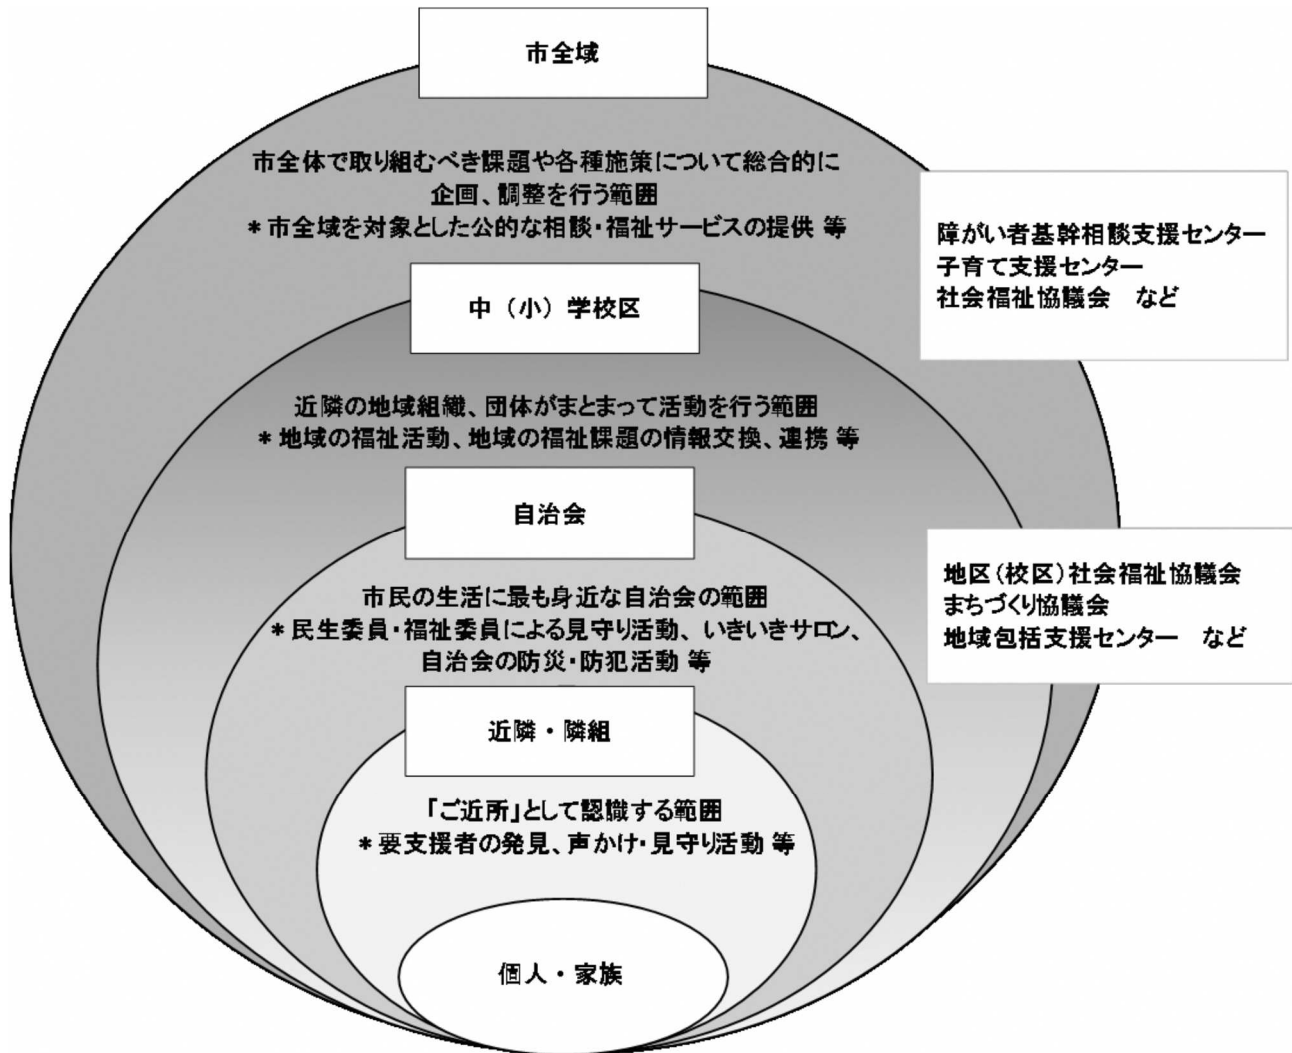 市全域
市全体で取り組むべき課題や各種施策について総合的に
企画、調整を行う範囲
＊市全域を対象とした公的な相談・福祉サービスの提供 等
障がい者基幹相談支援センター
子育て支援センター
社会福祉協議会　など
中（小）学校区
近隣の地域組織、団体がまとまって活動を行う範囲
＊地域の福祉活動、地域の福祉課題の情報交換、連携 等
自治会
市民の生活に最も身近な自治会の範囲
＊民生委員・福祉委員による見守り活動、いきいきサロン、
自治会の防災・防犯活動 等
地区（校区）社会福祉協議会
まちづくり協議会
地域包括支援センター　など
近隣・隣組
「ご近所」として認識する範囲
＊要支援者の発見、声かけ・見守り活動 等
個人・家族